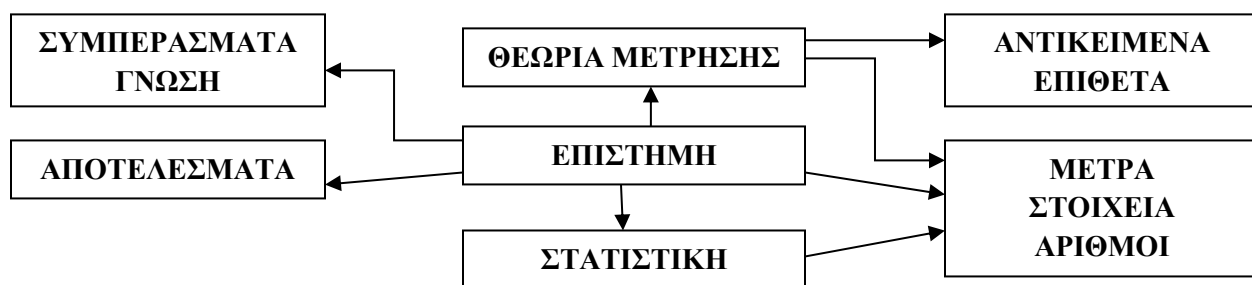 ΣΥΜΠΕΡΑΣΜΑΤΑ
ΓΝΩΣΗ
ΘΕΩΡΙΑ ΜΕΤΡΗΣΗΣ
ΑΝΤΙΚΕΙΜΕΝΑ
ΕΠΙΘΕΤΑ
ΑΠΟΤΕΛΕΣΜΑΤΑ
ΕΠΙΣΤΗΜΗ
ΜΕΤΡΑ
ΣΤΟΙΧΕΙΑ
ΑΡΙΘΜΟΙ
ΣΤΑΤΙΣΤΙΚΗ